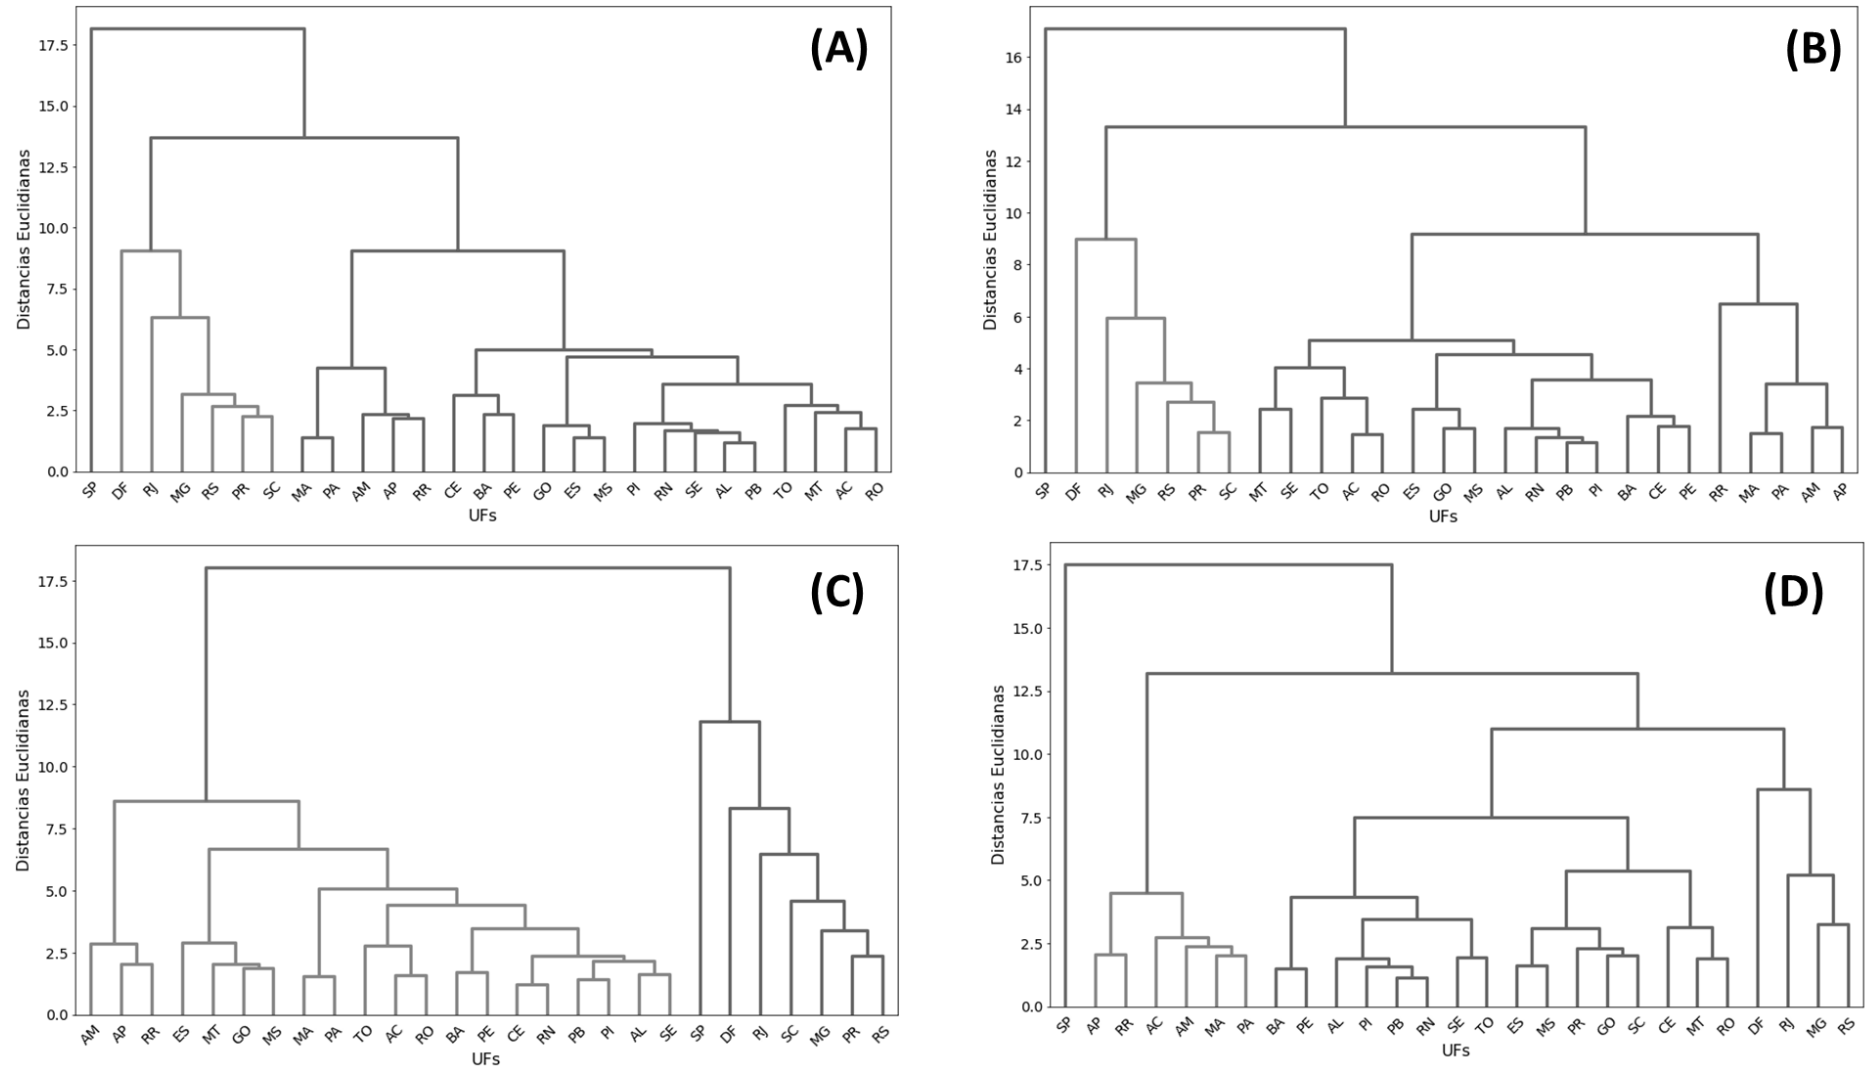 (A)
17.5
15.0
12.5
10.0
7.5
5.0
2.5
0.0
Distancias Euclidianas
SP DF RJ MG RS PR SC MA PA AM AP RR CE BA PE GO ES MS PI RN SE AL PB TO MT AC RO
UFs
(B)
16
14
12
10
8
6
4
2
0
Distancias Euclidianas
SP DF RJ MG RS PR SC MT SE TO AC RO ES GO MS AL RN PB PI BA CE PE RR MA PA AM AP
UFs
(C)
17.5
15.0
12.5
10.0
7.5
5.0
2.5
0.0
Distancias Euclidianas
AM AP RR ES MT GO MS MA PA TO AC RO BA PE CE RN PB PI AL SE SP DF RJ SC MG PR RS
UFs
(D)
17.5
15.0
12.5
10.0
7.5
5.0
2.5
0.0
Distancias Euclidianas
SP AP RR AC AM MA PA BA PE AL PI PB RN SE TO ES MS PR GO SC CE MT RO DF RJ MG RS
UFs